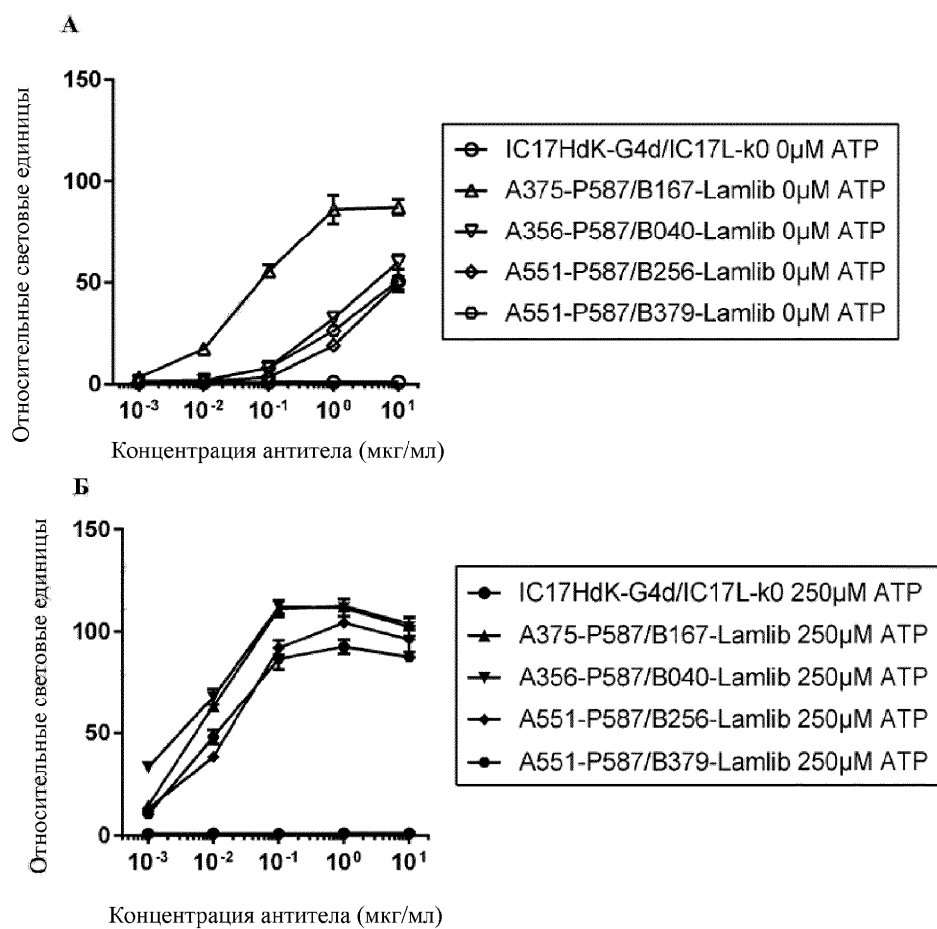 А
Относительные световые единицы
150
100
50
0
10-3 10-2 10-1 100 101
Концентрация антитела (мкг/мл)
IC17HdK-G4d/IC17L-k0 0µM ATP
A375-P587/B167-Lamlib 0µM ATP
A356-P587/B040-Lamlib 0µM ATP
A551-P587/B256-Lamlib 0µM ATP
A551-P587/B379-Lamlib 0µM ATP
Б
Относительные световые единицы
150
100
50
0
10-3 10-2 10-1 100 101
Концентрация антитела (мкг/мл)
IC17HdK-G4d/IC17L-k0 250µM ATP
A375-P587/B167-Lamlib 250µM ATP
A356-P587/B040-Lamlib 250µM ATP
A551-P587/B256-Lamlib 250µM ATP
A551-P587/B379-Lamlib 250µM ATP